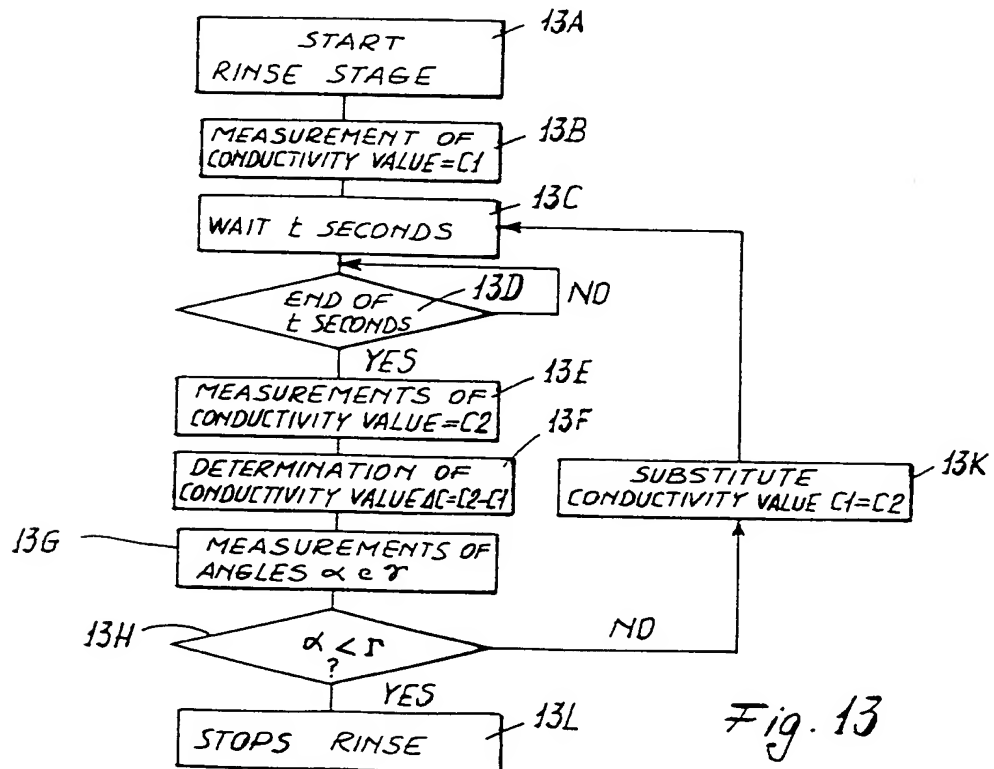 START
RINSE STAGE
13A
MEASUREMENT OF
CONDUCTIVITY VALUE=C1
13B
WAIT t SECONDS
13C
END OF
t SECONDS
13D
NO
YES
MEASUREMENTS OF
CONDUCTIVITY VALUE=C2
13E
DETERMINATION OF
CONDUCTIVITY VALUE ΔC=C2-C1
13F
SUBSTITUTE
CONDUCTIVITY VALUE C1=C2
13K
13G
MEASUREMENTS OF
ANGLES α e γ
13H
α < Γ
?
NO
YES
STOPS RINSE
13L
Fig. 13